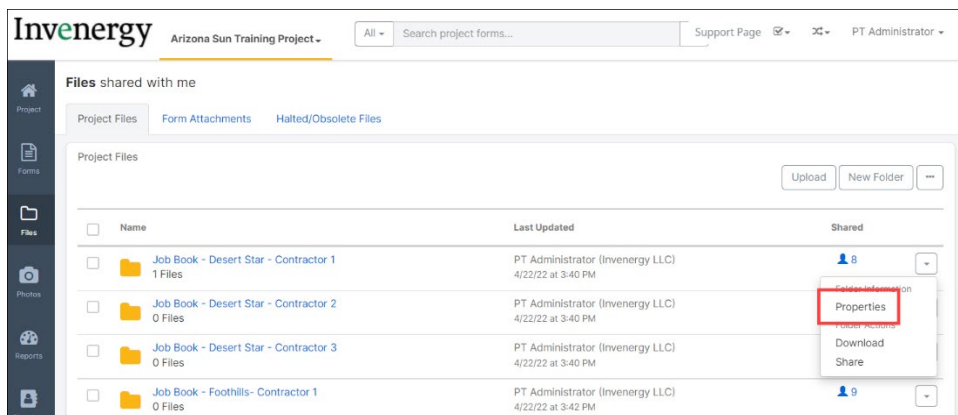 Invenergy
Arizona Sun Training Project
All
Search project forms...
Support Page
PT Administrator
Project
Forms
Files
Photos
Reports
Files shared with me
Project Files
Form Attachments
Halted/Obsolete Files
Project Files
Upload
New Folder
...
Name
Last Updated
Shared
Job Book - Desert Star - Contractor 1
1 Files
PT Administrator (Invenergy LLC)
4/22/22 at 3:40 PM
8
Folder Information
Properties
Folder Actions
Download
Share
Job Book - Desert Star - Contractor 2
0 Files
PT Administrator (Invenergy LLC)
4/22/22 at 3:40 PM
Job Book - Desert Star - Contractor 3
0 Files
PT Administrator (Invenergy LLC)
4/22/22 at 3:40 PM
Job Book - Foothills- Contractor 1
0 Files
PT Administrator (Invenergy LLC)
4/22/22 at 3:42 PM
9